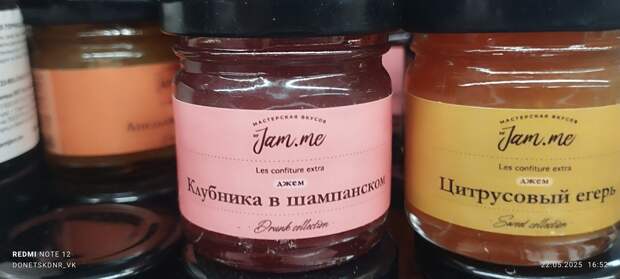 МАСТЕРСКАЯ ВКУСОВ
Jam.me
Les confiture extra
джем
Клубника в шампанском
Drunk collection
МАСТЕРСКАЯ ВКУСОВ
Jam.me
Les confiture extra
джем
Цитрусовый егерь
Sweet collection
REDMI NOTE 12
DONETSKDNR_VK
22.05.2025 16:52